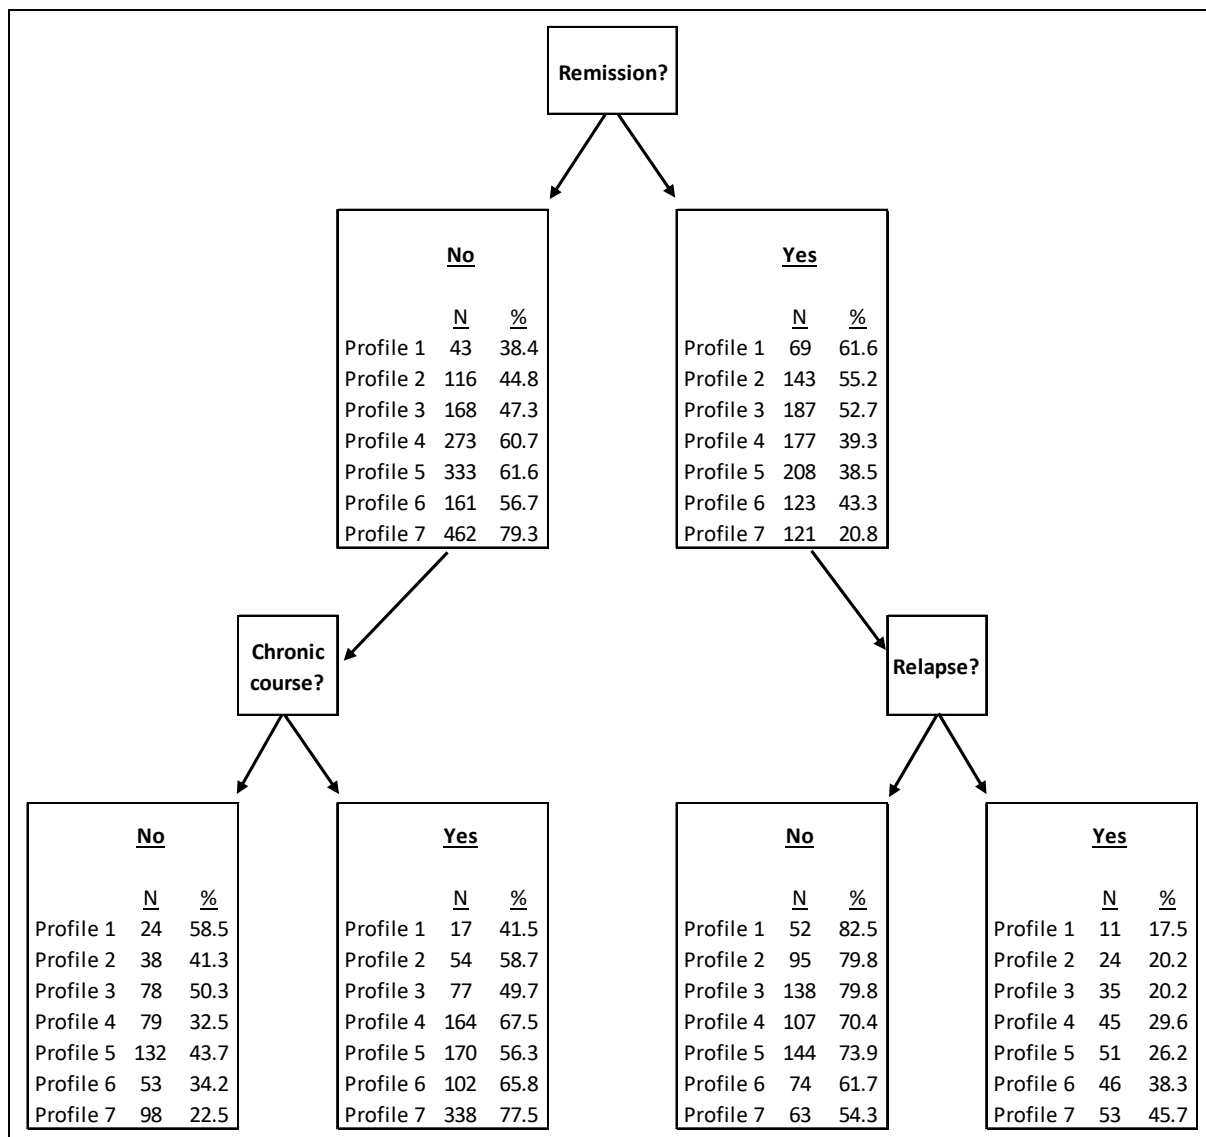 Remission?
No
N %
Profile 1 43 38.4
Profile 2 116 44.8
Profile 3 168 47.3
Profile 4 273 60.7
Profile 5 333 61.6
Profile 6 161 56.7
Profile 7 462 79.3
Yes
N %
Profile 1 69 61.6
Profile 2 143 55.2
Profile 3 187 52.7
Profile 4 177 39.3
Profile 5 208 38.5
Profile 6 123 43.3
Profile 7 121 20.8
Chronic
course?
Relapse?
No
N %
Profile 1 24 58.5
Profile 2 38 41.3
Profile 3 78 50.3
Profile 4 79 32.5
Profile 5 132 43.7
Profile 6 53 34.2
Profile 7 98 22.5
Yes
N %
Profile 1 17 41.5
Profile 2 54 58.7
Profile 3 77 49.7
Profile 4 164 67.5
Profile 5 170 56.3
Profile 6 102 65.8
Profile 7 338 77.5
No
N %
Profile 1 52 82.5
Profile 2 95 79.8
Profile 3 138 79.8
Profile 4 107 70.4
Profile 5 144 73.9
Profile 6 74 61.7
Profile 7 63 54.3
Yes
N %
Profile 1 11 17.5
Profile 2 24 20.2
Profile 3 35 20.2
Profile 4 45 29.6
Profile 5 51 26.2
Profile 6 46 38.3
Profile 7 53 45.7